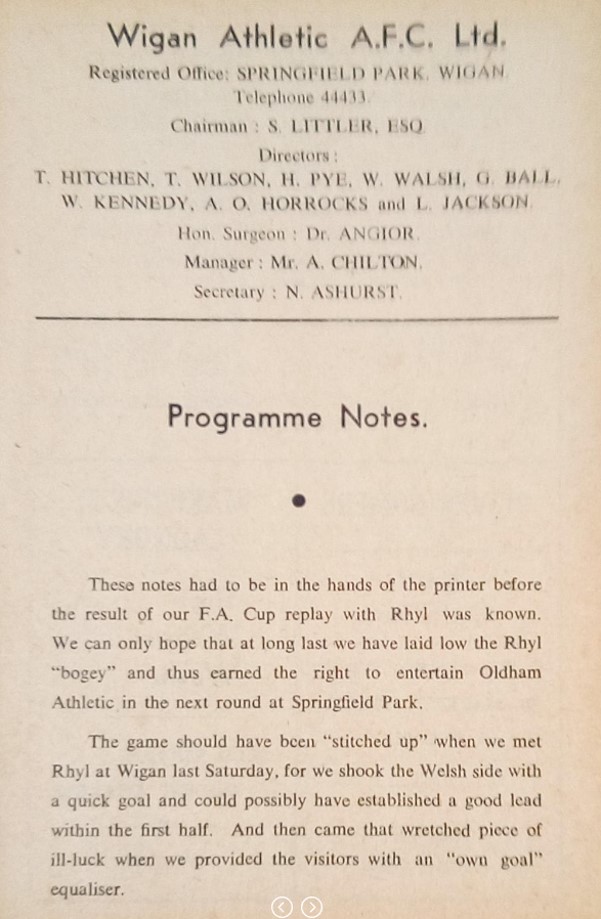 Wigan Athletic A.F.C. Ltd.
Registered Office: SPRINGFIELD PARK, WIGAN.
Telephone 44433.
Chairman : S. LITTLER, ESQ.
Directors :
T. HITCHEN, T. WILSON, H. PYE, W. WALSH, G. BALL,
W. KENNEDY, A. O. HORROCKS and L. JACKSON.
Hon. Surgeon : Dr. ANGIOR.
Manager : Mr. A. CHILTON.
Secretary : N. ASHURST.
Programme Notes.
These notes had to be in the hands of the printer before
the result of our F.A. Cup replay with Rhyl was known.
We can only hope that at long last we have laid low the Rhyl
“bogey” and thus earned the right to entertain Oldham
Athletic in the next round at Springfield Park.
The game should have been “stitched up” when we met
Rhyl at Wigan last Saturday, for we shook the Welsh side with
a quick goal and could possibly have established a good lead
within the first half. And then came that wretched piece of
ill-luck when we provided the visitors with an “own goal”
equaliser.